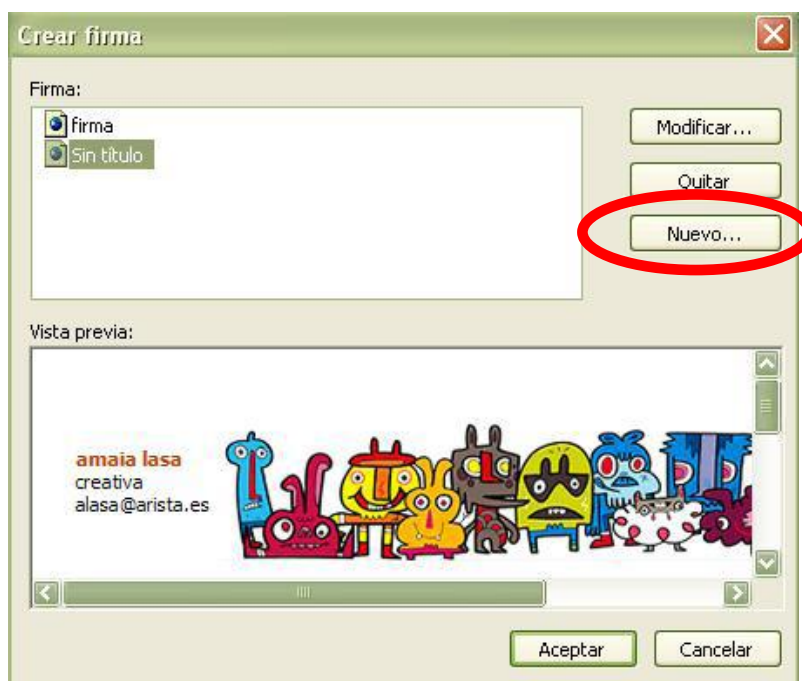 Crear firma
Firma:
firma
Sin título
Modificar...
Quitar
Nuevo...
Vista previa:
amaia lasa
creativa
alasa@arista.es
Aceptar
Cancelar